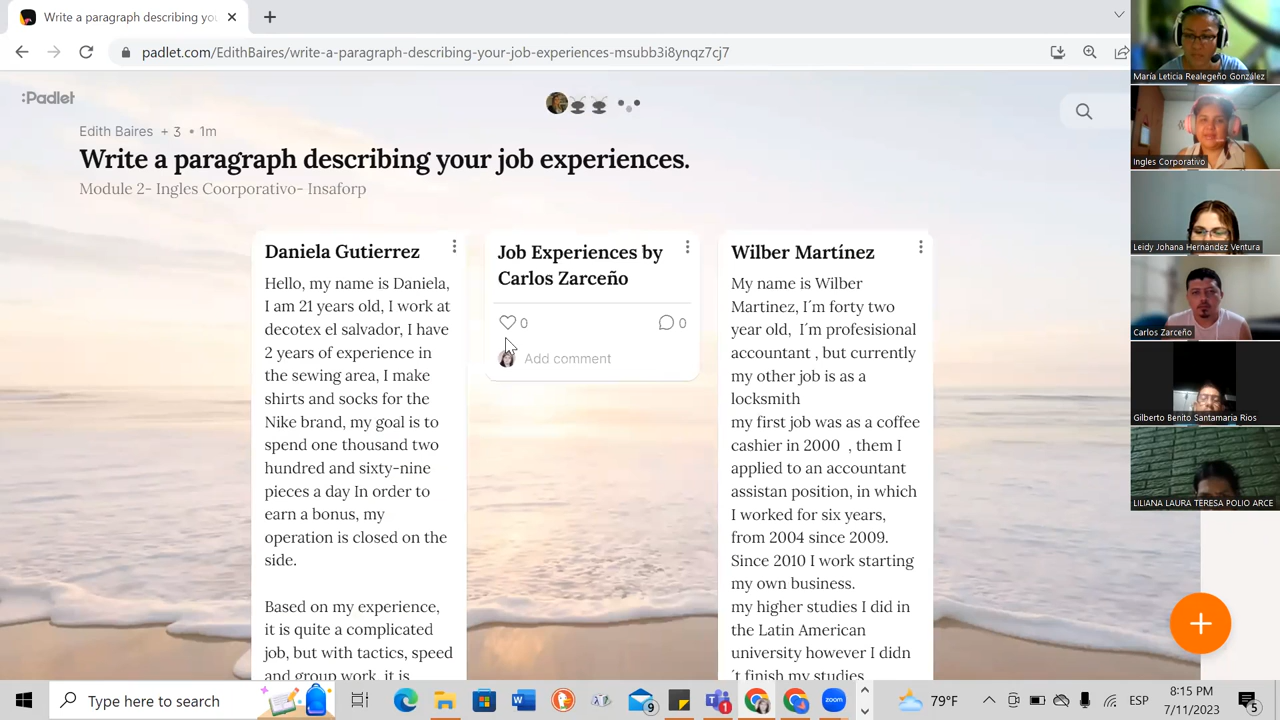 Write a paragraph describing yo
padlet.com/EdithBaires/write-a-paragraph-describing-your-job-experiences-msubb3i8ynqz7cj7
:Padlet
Edith Baires + 3 • 1m
Write a paragraph describing your job experiences.
Module 2- Ingles Coorporativo- Insaforp
Daniela Gutierrez
Hello, my name is Daniela,
I am 21 years old, I work at
decotex el salvador, I have
2 years of experience in
the sewing area, I make
shirts and socks for the
Nike brand, my goal is to
spend one thousand two
hundred and sixty-nine
pieces a day In order to
earn a bonus, my
operation is closed on the
side.
Based on my experience,
it is quite a complicated
job, but with tactics, speed
and group work, it is
Job Experiences by
Carlos Zarceño
0
0
Add comment
Wilber Martínez
My name is Wilber
Martinez, I´m forty two
year old, I´m profesisional
accountant , but currently
my other job is as a
locksmith
my first job was as a coffee
cashier in 2000 , them I
applied to an accountant
assistan position, in which
I worked for six years,
from 2004 since 2009.
Since 2010 I work starting
my own business.
my higher studies I did in
the Latin American
university however I didn
´t finish my studies
María Leticia Realegeño González
Ingles Corporativo
Leidy Johana Hernández Ventura
Carlos Zarceño
Gilberto Benito Santamaría Rios
LILIANA LAURA TERESA POLIO ARCE
Type here to search
9
1
zoom
79°F
ESP
8:15 PM
7/11/2023
5